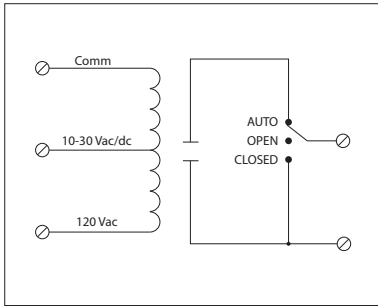 Comm
AUTO
10-30 Vac/dc
OPEN
CLOSED
120 Vac